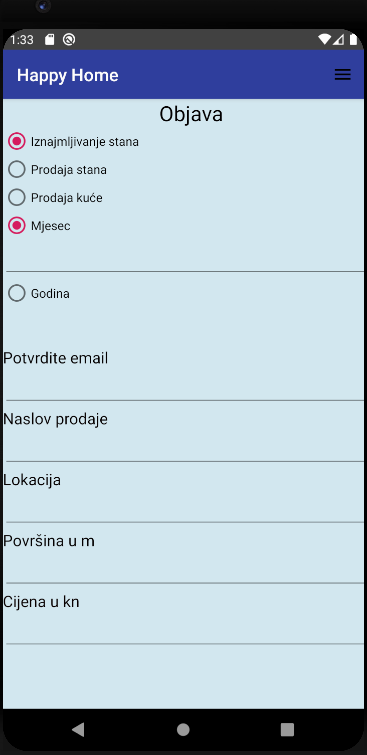 1:33
Happy Home
Objava
Iznajmljivanje stana
Prodaja stana
Prodaja kuće
Mjesec
Godina
Potvrdite email
Naslov prodaje
Lokacija
Površina u m
Cijena u kn